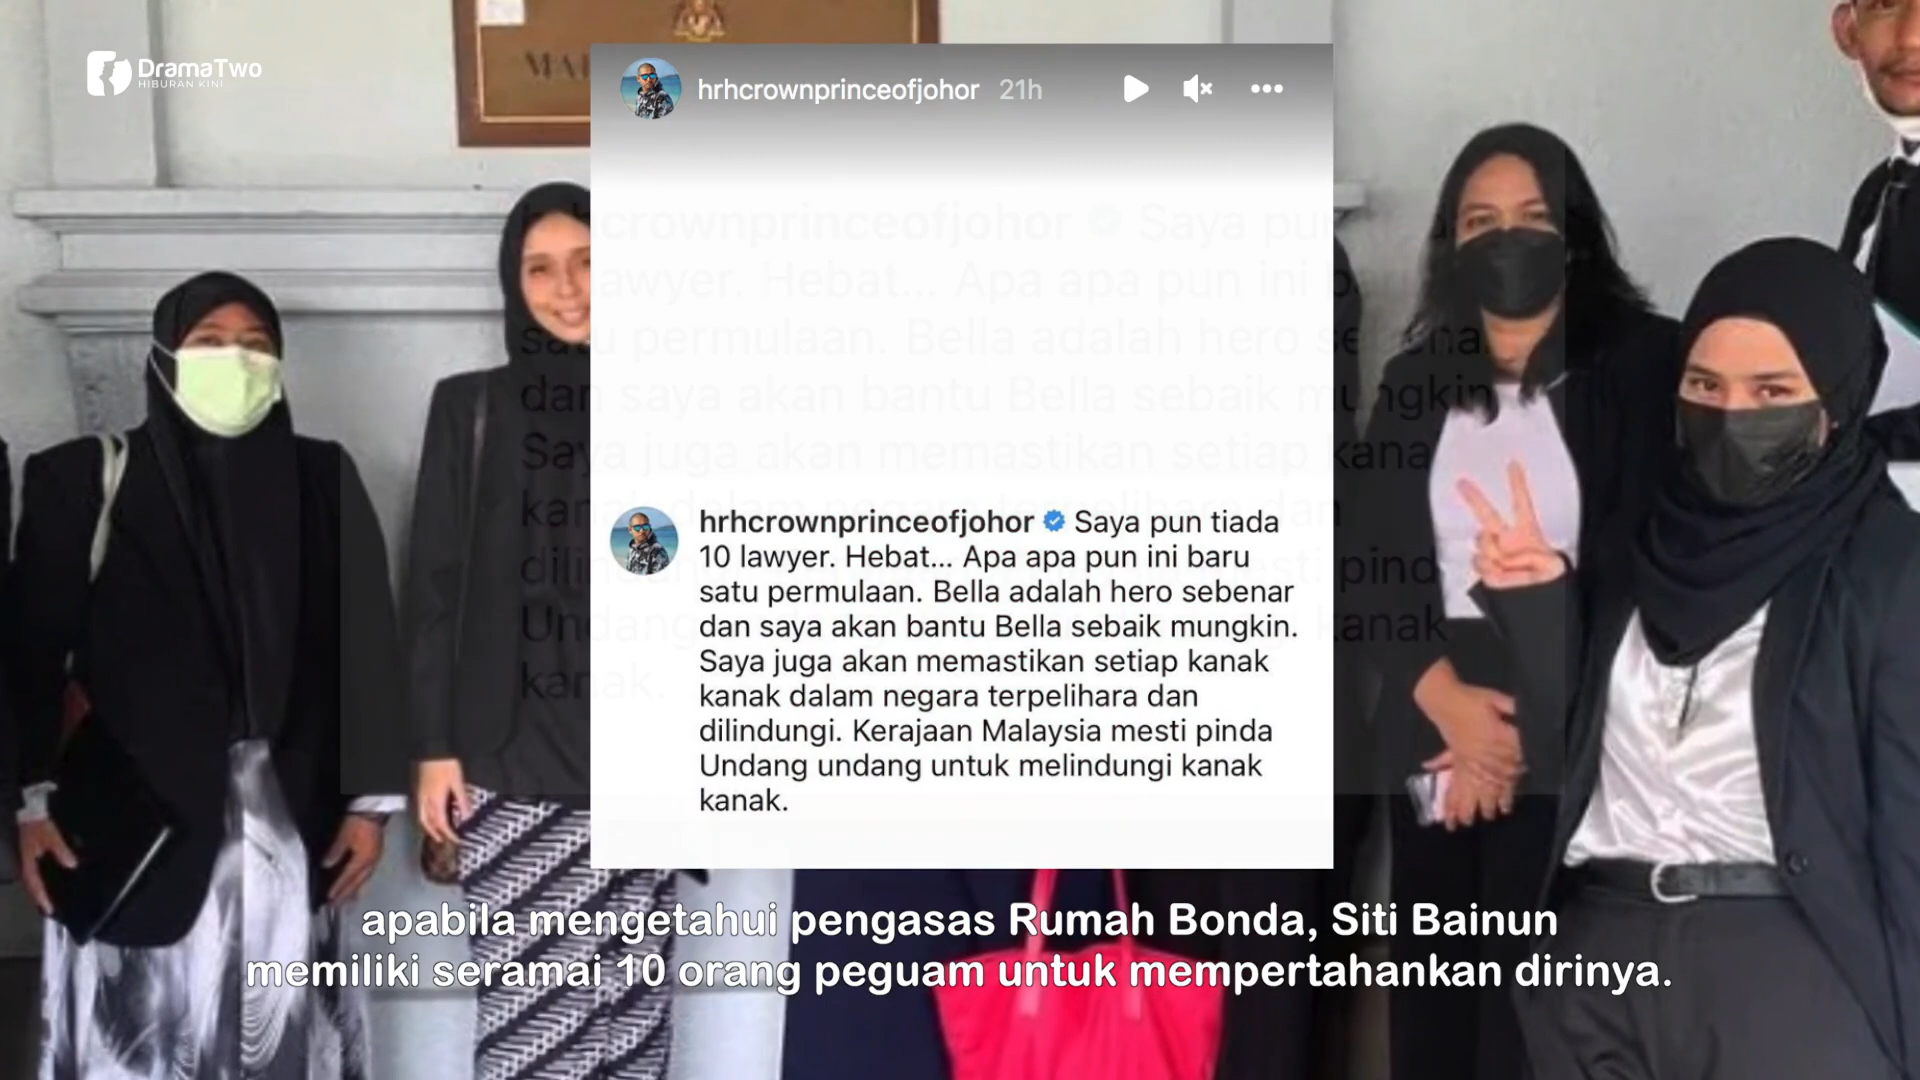 DramaTwo
HIBURAN KINI
hrhcrownprinceofjohor 21h
hrhcrownprinceofjohor Saya pun tiada
10 lawyer. Hebat... Apa apa pun ini baru
satu permulaan. Bella adalah hero sebenar
dan saya akan bantu Bella sebaik mungkin.
Saya juga akan memastikan setiap kanak
kanak dalam negara terpelihara dan
dilindungi. Kerajaan Malaysia mesti pinda
Undang undang untuk melindungi kanak
kanak.
apabila mengetahui pengasas Rumah Bonda, Siti Bainun
memiliki seramai 10 orang peguam untuk mempertahankan dirinya.